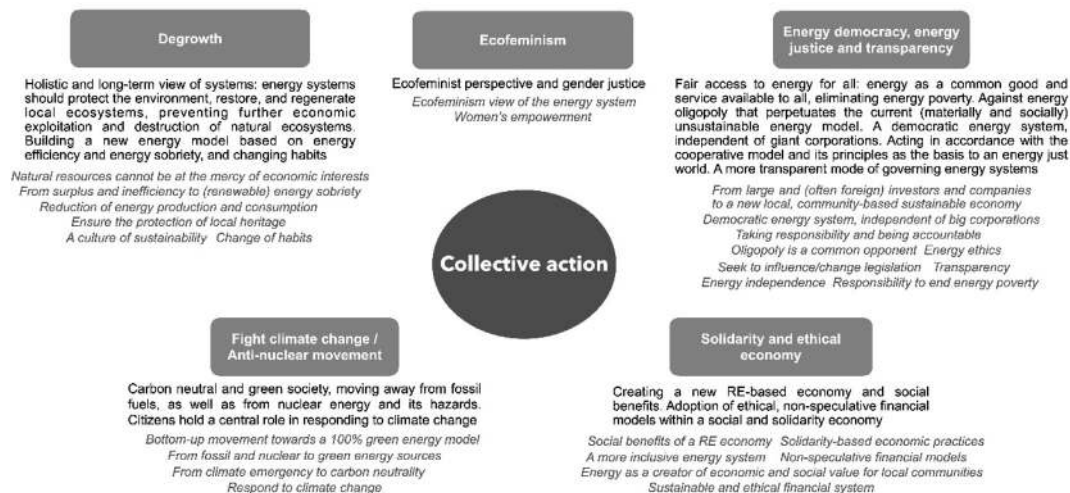 Degrowth
Holistic and long-term view of systems: energy systems
should protect the environment, restore, and regenerate
local ecosystems, preventing further economic
exploitation and destruction of natural ecosystems.
Building a new energy model based on energy
efficiency and energy sobriety, and changing habits
Natural resources cannot be at the mercy of economic interests
From surplus and inefficiency to (renewable) energy sobriety
Reduction of energy production and consumption
Ensure the protection of local heritage
A culture of sustainability Change of habits
Ecofeminism
Ecofeminist perspective and gender justice
Ecofeminism view of the energy system
Women's empowerment
Energy democracy, energy
justice and transparency
Fair access to energy for all: energy as a common good and
service available to all, eliminating energy poverty. Against energy
oligopoly that perpetuates the current (materially and socially)
unsustainable energy model. A democratic energy system,
independent of giant corporations. Acting in accordance with the
cooperative model and its principles as the basis to an energy just
world. A more transparent mode of governing energy systems
From large and (often foreign) investors and companies
to a new local, community-based sustainable economy
Democratic energy system, independent of big corporations
Taking responsibility and being accountable
Oligopoly is a common opponent Energy ethics
Seek to influence/change legislation Transparency
Energy independence Responsibility to end energy poverty
Collective action
Fight climate change /
Anti-nuclear movement
Carbon neutral and green society, moving away from fossil
fuels, as well as from nuclear energy and its hazards.
Citizens hold a central role in responding to climate change
Bottom-up movement towards a 100% green energy model
From fossil and nuclear to green energy sources
From climate emergency to carbon neutrality
Respond to climate change
Solidarity and ethical
economy
Creating a new RE-based economy and social
benefits. Adoption of ethical, non-speculative financial
models within a social and solidarity economy
Social benefits of a RE economy Solidarity-based economic practices
A more inclusive energy system Non-speculative financial models
Energy as a creator of economic and social value for local communities
Sustainable and ethical financial system